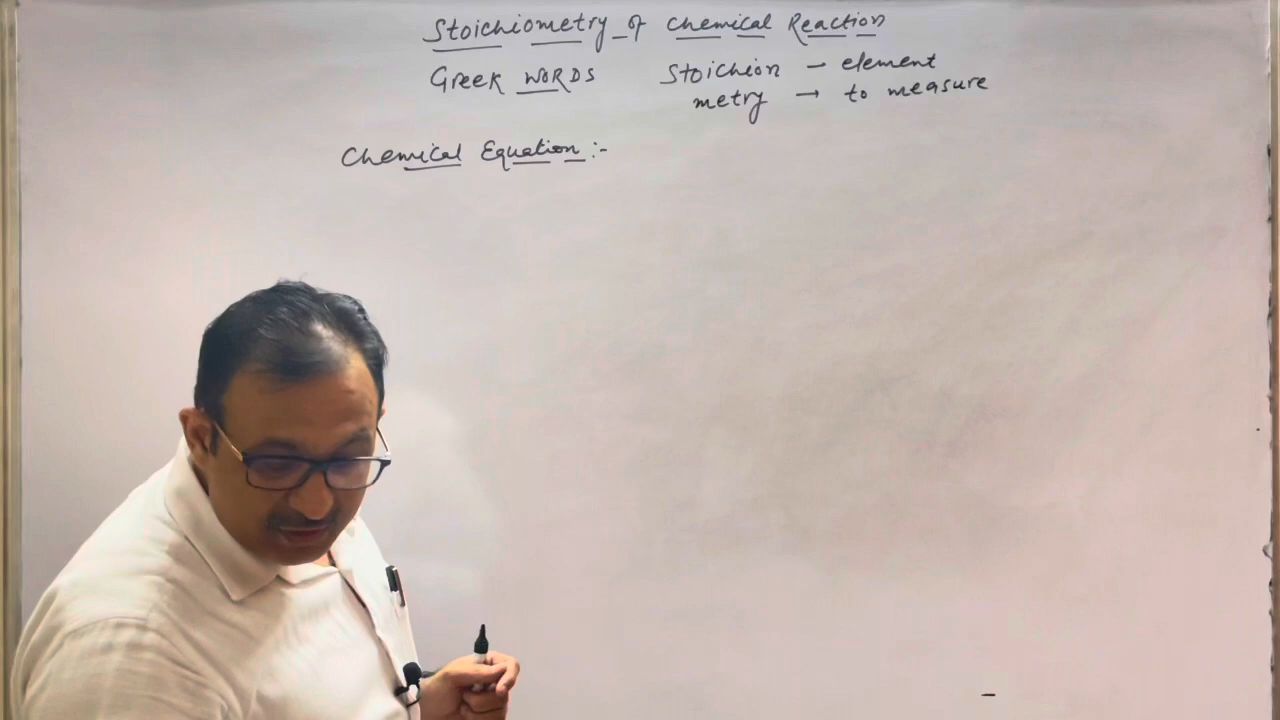 Stoichiometry of Chemical Reaction
Greek WORDS Stoichion – element
metry → to measure
Chemical Equation :-